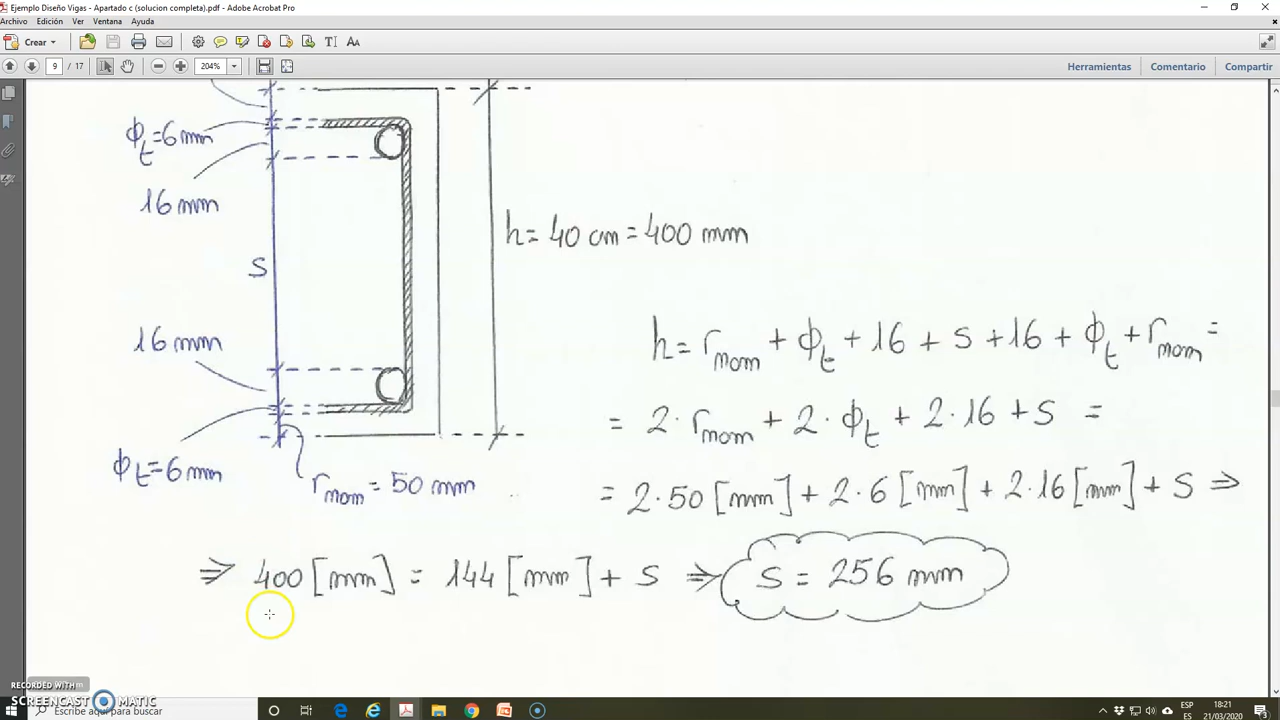 Ejemplo Diseño Vigas - Apartado c (solucion completa).pdf - Adobe Acrobat Pro
Archivo Edición Ver Ventana Ayuda
Crear
9 / 17 204% Herramientas Comentario Compartir
ϕt=6mm
16 mm
h= 40 cm = 400 mm
S
16 mm
h= rnom + ϕt + 16 + S + 16 + ϕt + rnom =
= 2·rnom + 2·ϕt + 2·16 + S =
ϕt=6mm
rnom = 50 mm
= 2·50 [mm] + 2·6 [mm] + 2·16 [mm] + S ⇒
⇒ 400 [mm] = 144 [mm] + S ⇒ S = 256 mm
RECORDED WITH
SCREENCAST MATIC
Escribe aquí para buscar
ESP
ES
18:21
21/03/2020